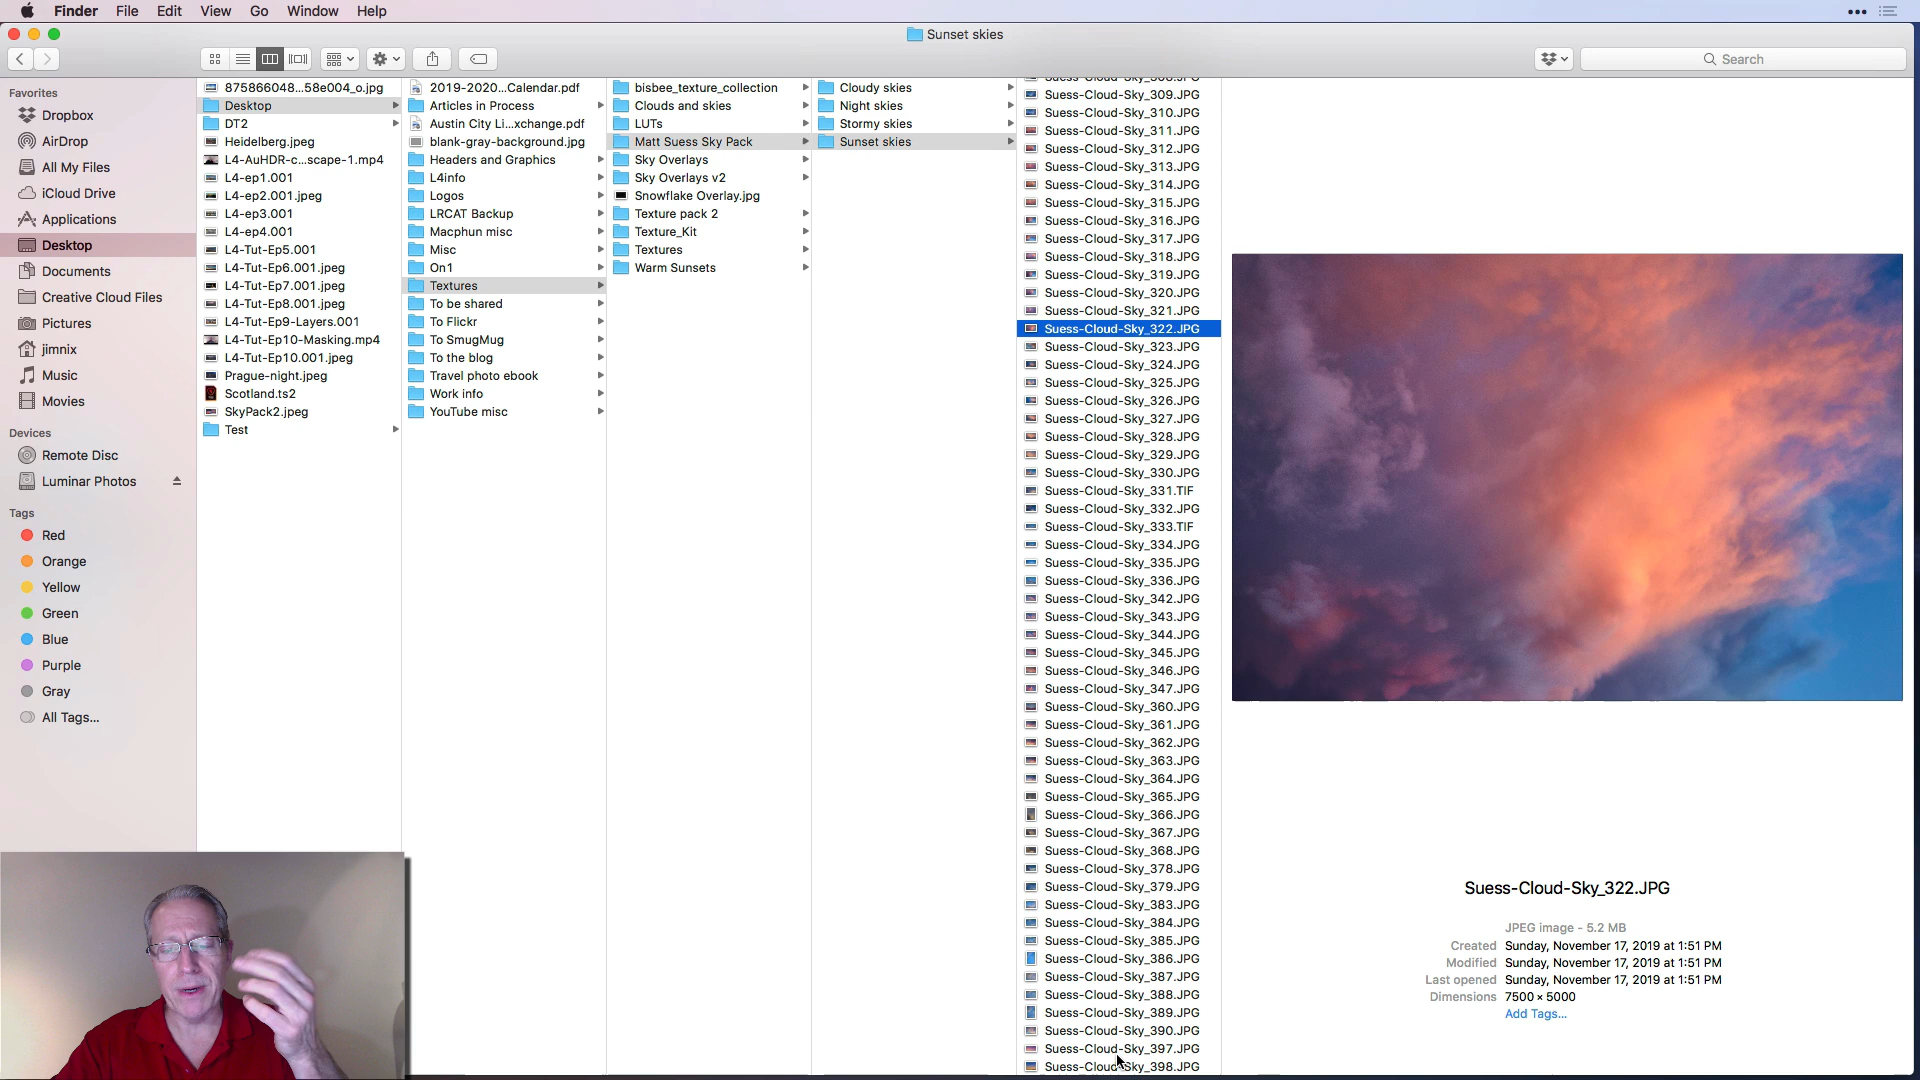 Finder File Edit View Go Window Help
Sunset skies
Search
Favorites
Dropbox
AirDrop
All My Files
iCloud Drive
Applications
Desktop
Documents
Creative Cloud Files
Pictures
jimnix
Music
Movies
Devices
Remote Disc
Luminar Photos
Tags
Red
Orange
Yellow
Green
Blue
Purple
Gray
All Tags...
875866048...58e004_o.jpg
Desktop
DT2
Heidelberg.jpeg
L4-AuHDR-c...scape-1.mp4
L4-ep1.001
L4-ep2.001.jpeg
L4-ep3.001
L4-ep4.001
L4-Tut-Ep5.001
L4-Tut-Ep6.001.jpeg
L4-Tut-Ep7.001.jpeg
L4-Tut-Ep8.001.jpeg
L4-Tut-Ep9-Layers.001
L4-Tut-Ep10-Masking.mp4
L4-Tut-Ep10.001.jpeg
Prague-night.jpeg
Scotland.ts2
SkyPack2.jpeg
Test
2019-2020...Calendar.pdf
Articles in Process
Austin City Li...xchange.pdf
blank-gray-background.jpg
Headers and Graphics
L4info
Logos
LRCAT Backup
Macphun misc
Misc
On1
Textures
To be shared
To Flickr
To SmugMug
To the blog
Travel photo ebook
Work info
YouTube misc
bisbee_texture_collection
Clouds and skies
LUTs
Matt Suess Sky Pack
Sky Overlays
Sky Overlays v2
Snowflake Overlay.jpg
Texture pack 2
Texture_Kit
Textures
Warm Sunsets
Cloudy skies
Night skies
Stormy skies
Sunset skies
Suess-Cloud-Sky_308.JPG
Suess-Cloud-Sky_309.JPG
Suess-Cloud-Sky_310.JPG
Suess-Cloud-Sky_311.JPG
Suess-Cloud-Sky_312.JPG
Suess-Cloud-Sky_313.JPG
Suess-Cloud-Sky_314.JPG
Suess-Cloud-Sky_315.JPG
Suess-Cloud-Sky_316.JPG
Suess-Cloud-Sky_317.JPG
Suess-Cloud-Sky_318.JPG
Suess-Cloud-Sky_319.JPG
Suess-Cloud-Sky_320.JPG
Suess-Cloud-Sky_321.JPG
Suess-Cloud-Sky_322.JPG
Suess-Cloud-Sky_323.JPG
Suess-Cloud-Sky_324.JPG
Suess-Cloud-Sky_325.JPG
Suess-Cloud-Sky_326.JPG
Suess-Cloud-Sky_327.JPG
Suess-Cloud-Sky_328.JPG
Suess-Cloud-Sky_329.JPG
Suess-Cloud-Sky_330.JPG
Suess-Cloud-Sky_331.TIF
Suess-Cloud-Sky_332.JPG
Suess-Cloud-Sky_333.TIF
Suess-Cloud-Sky_334.JPG
Suess-Cloud-Sky_335.JPG
Suess-Cloud-Sky_336.JPG
Suess-Cloud-Sky_342.JPG
Suess-Cloud-Sky_343.JPG
Suess-Cloud-Sky_344.JPG
Suess-Cloud-Sky_345.JPG
Suess-Cloud-Sky_346.JPG
Suess-Cloud-Sky_347.JPG
Suess-Cloud-Sky_360.JPG
Suess-Cloud-Sky_361.JPG
Suess-Cloud-Sky_362.JPG
Suess-Cloud-Sky_363.JPG
Suess-Cloud-Sky_364.JPG
Suess-Cloud-Sky_365.JPG
Suess-Cloud-Sky_366.JPG
Suess-Cloud-Sky_367.JPG
Suess-Cloud-Sky_368.JPG
Suess-Cloud-Sky_378.JPG
Suess-Cloud-Sky_379.JPG
Suess-Cloud-Sky_383.JPG
Suess-Cloud-Sky_384.JPG
Suess-Cloud-Sky_385.JPG
Suess-Cloud-Sky_386.JPG
Suess-Cloud-Sky_387.JPG
Suess-Cloud-Sky_388.JPG
Suess-Cloud-Sky_389.JPG
Suess-Cloud-Sky_390.JPG
Suess-Cloud-Sky_397.JPG
Suess-Cloud-Sky_398.JPG
Suess-Cloud-Sky_322.JPG
JPEG image - 5.2 MB
Created Sunday, November 17, 2019 at 1:51 PM
Modified Sunday, November 17, 2019 at 1:51 PM
Last opened Sunday, November 17, 2019 at 1:51 PM
Dimensions 7500 × 5000
Add Tags...